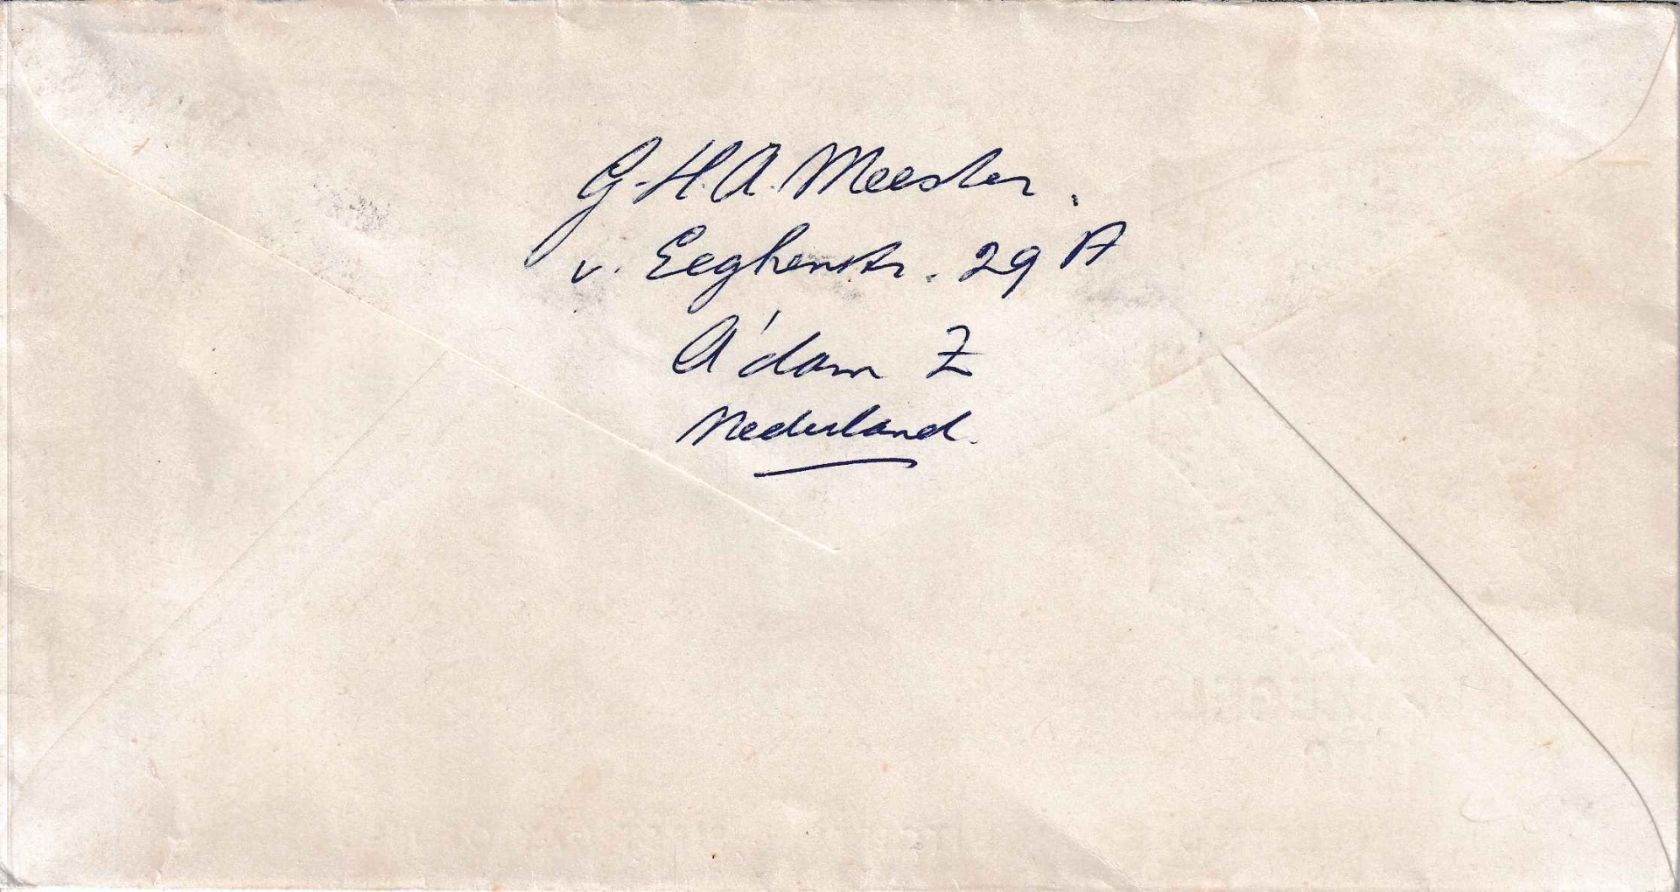 G.H.A. Meester.
v. Eeghenstr. 29 A
A'dam Z
Nederland.